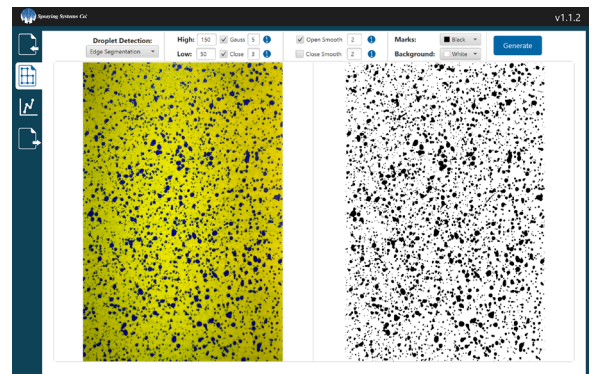 Spraying Systems Co.
v1.1.2
Droplet Detection:
Edge Segmentation
High: 150 Gauss 5
Low: 50 Close 3
Open Smooth 2
Close Smooth 2
Marks: Black
Background: White
Generate